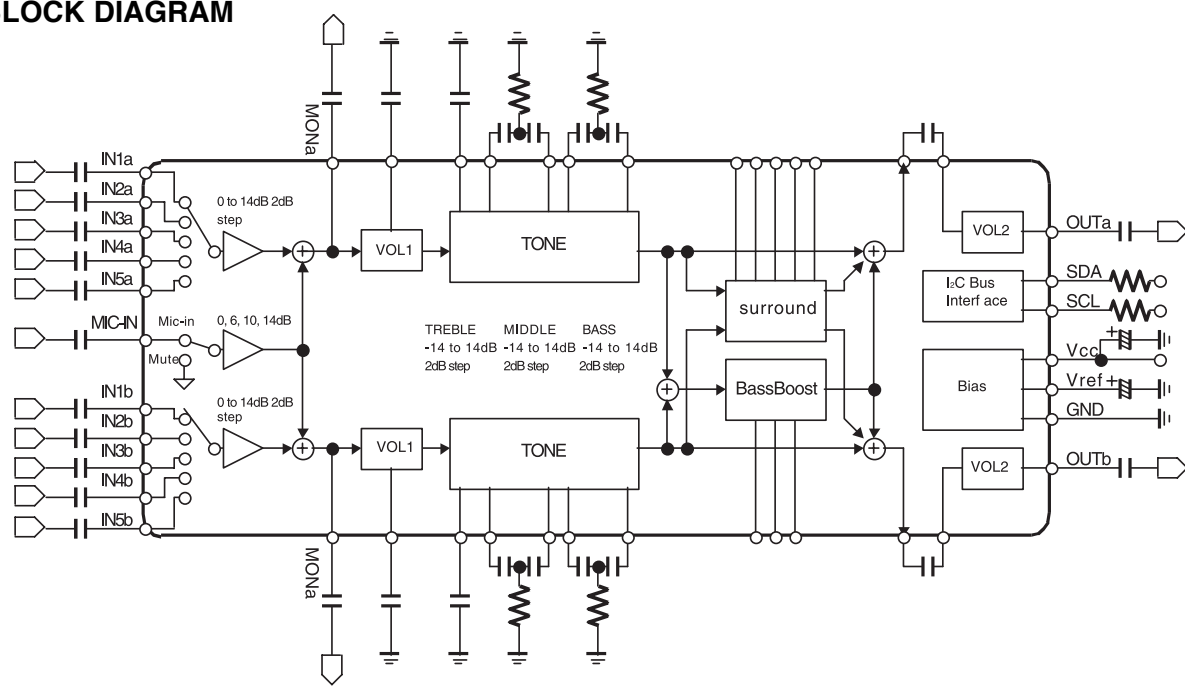 BLOCK DIAGRAM
MONa
IN1a
IN2a
IN3a
IN4a
IN5a
MIC-IN
IN1b
IN2b
IN3b
IN4b
IN5b
0 to 14dB 2dB
step
Mic-in
Mute
0, 6, 10, 14dB
0 to 14dB 2dB
step
VOL1
TONE
TREBLE
-14 to 14dB
2dB step
MIDDLE
-14 to 14dB
2dB step
BASS
-14 to 14dB
2dB step
VOL1
TONE
surround
BassBoost
VOL2
I2C Bus
Interf ace
Bias
VOL2
OUTa
SDA
SCL
+
Vcc
Vref +
GND
OUTb
MONa